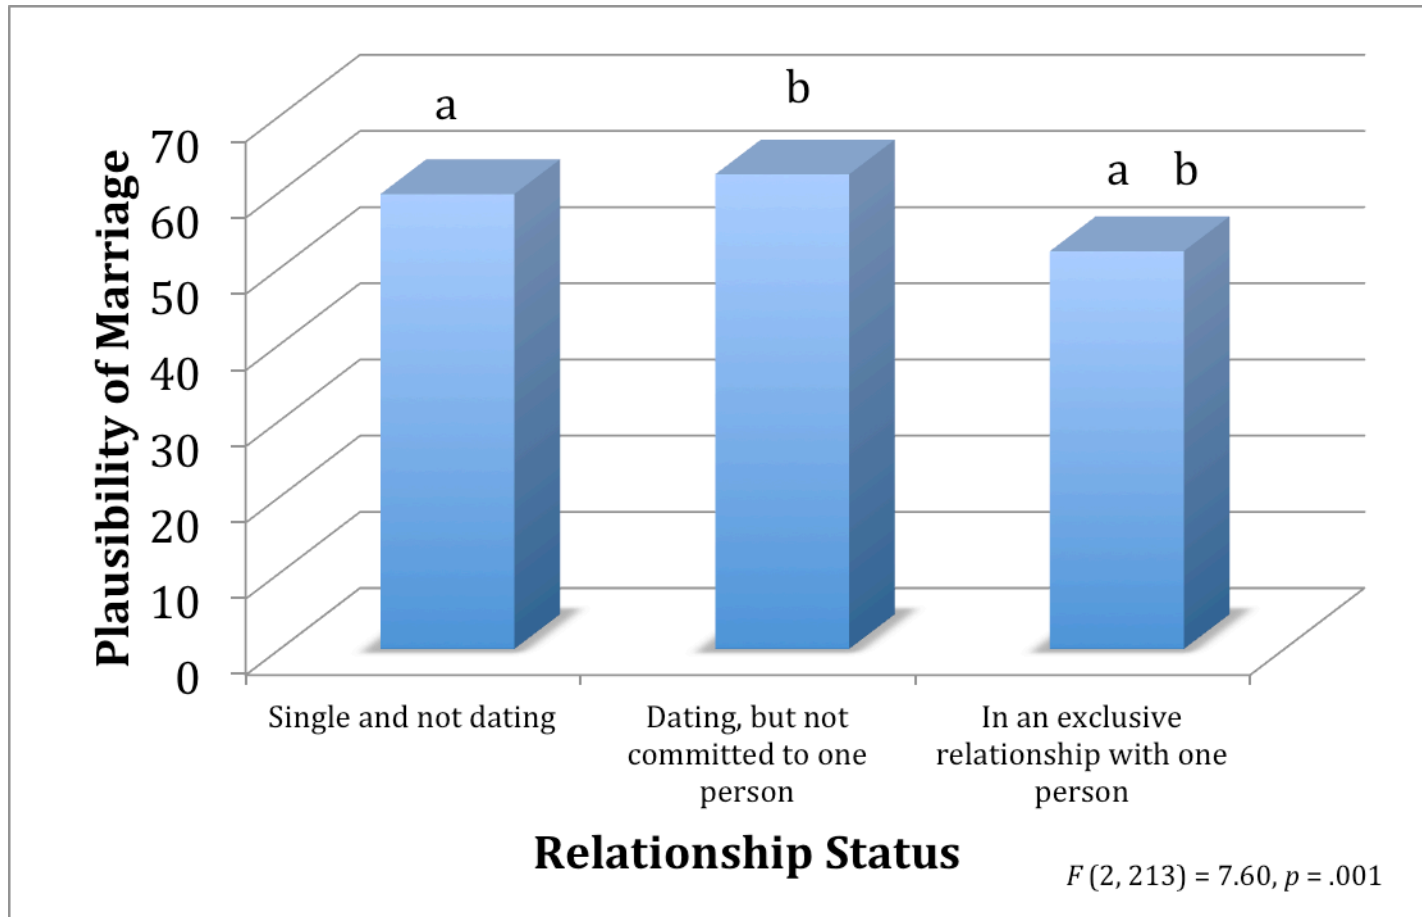 a
b
a b
70
60
50
40
30
20
10
0
Plausibility of Marriage
Single and not dating
Dating, but not
committed to one
person
In an exclusive
relationship with one
person
Relationship Status
F (2, 213) = 7.60, p = .001